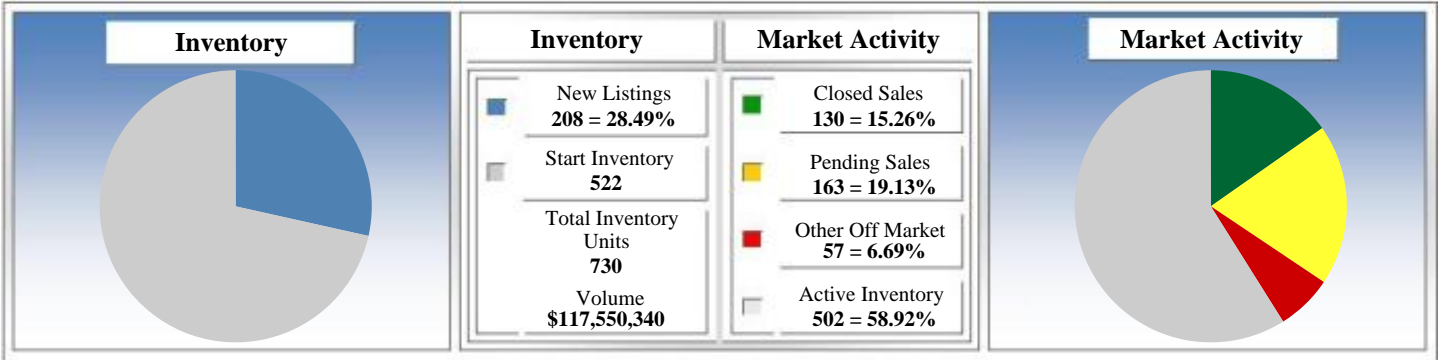 Inventory
Inventory
Market Activity
New Listings
208 = 28.49%
Start Inventory
522
Total Inventory
Units
730
Volume
$117,550,340
Closed Sales
130 = 15.26%
Pending Sales
163 = 19.13%
Other Off Market
57 = 6.69%
Active Inventory
502 = 58.92%
Market Activity